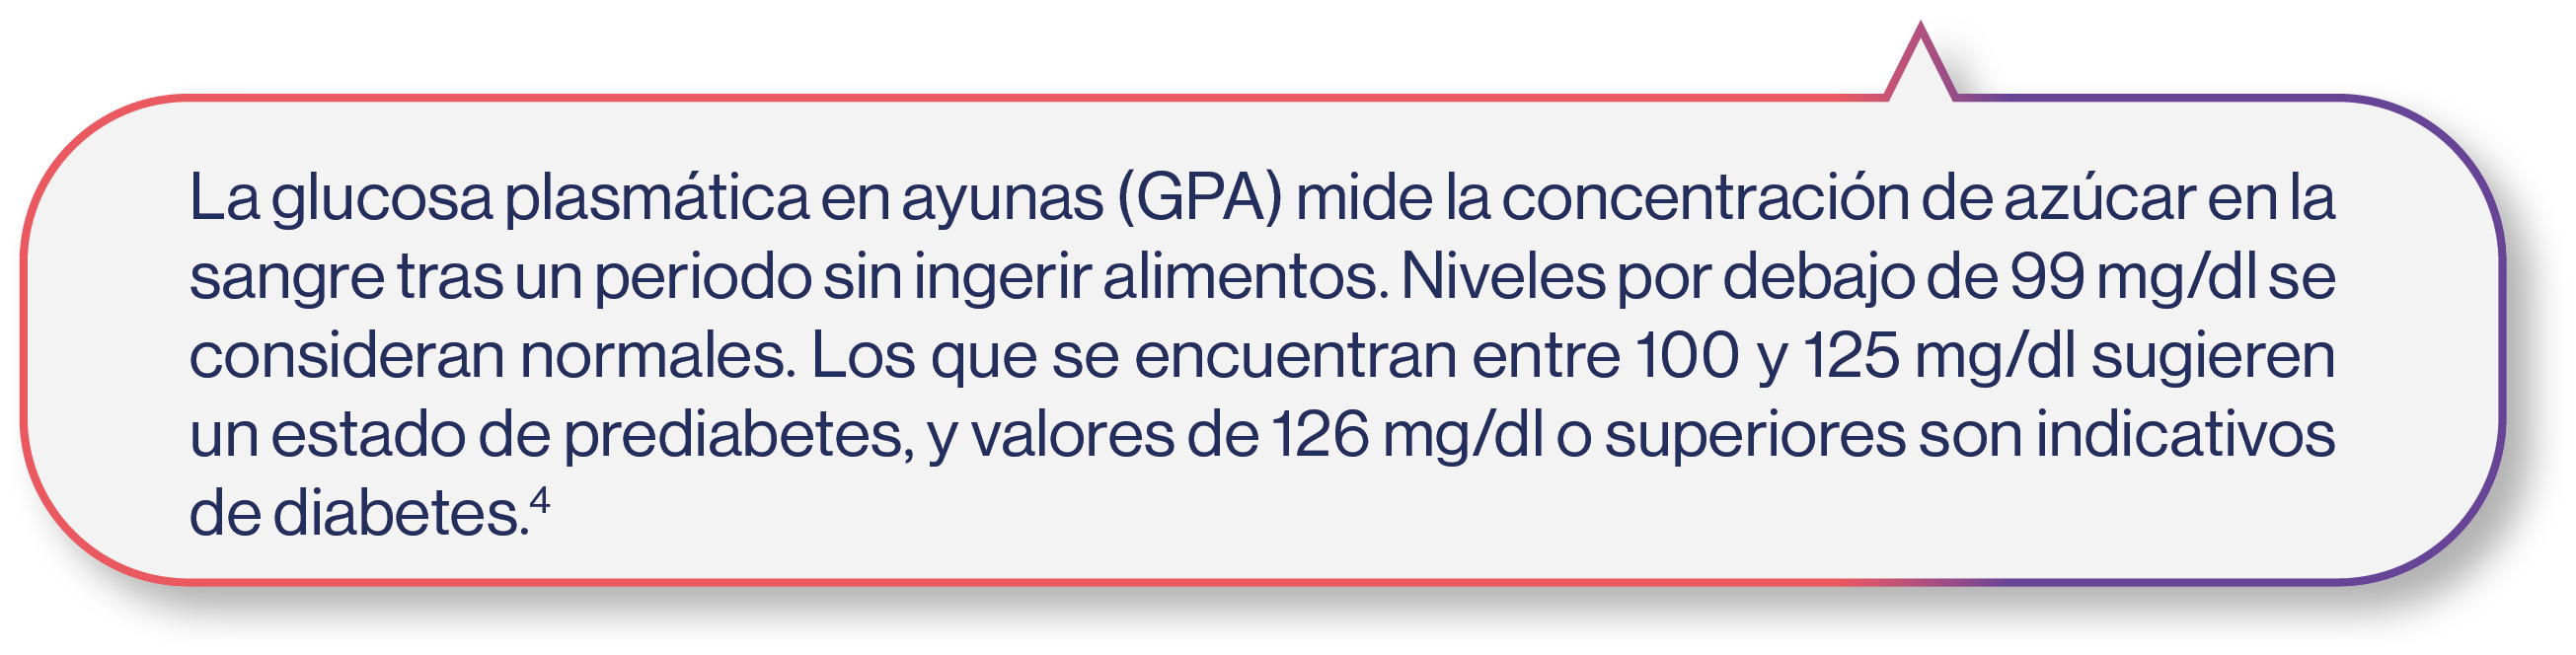 La glucosa plasmática en ayunas (GPA) mide la concentración de azúcar en la
sangre tras un periodo sin ingerir alimentos. Niveles por debajo de 99 mg/dl se
consideran normales. Los que se encuentran entre 100 y 125 mg/dl sugieren
un estado de prediabetes, y valores de 126 mg/dl o superiores son indicativos
de diabetes.⁴